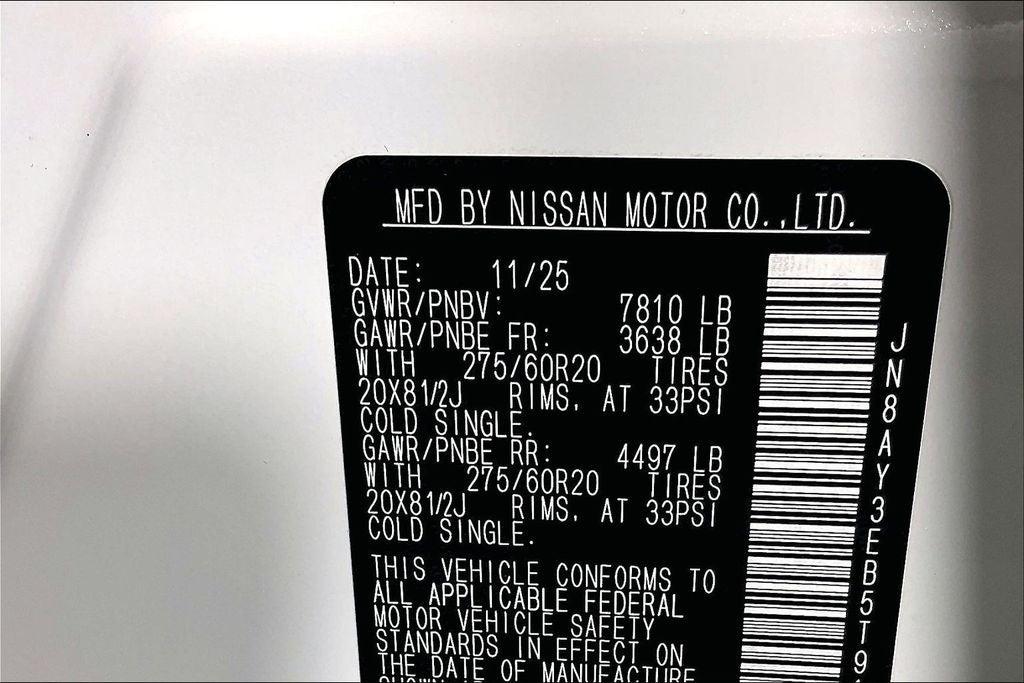 MFD BY NISSAN MOTOR CO.,LTD.
DATE: 11/25
GVWR/PNBV: 7810 LB
GAWR/PNBE FR: 3638 LB
WITH 275/60R20 TIRES
20X81/2J RIMS, AT 33PSI
COLD SINGLE.
GAWR/PNBE RR: 4497 LB
WITH 275/60R20 TIRES
20X81/2J RIMS, AT 33PSI
COLD SINGLE.
THIS VEHICLE CONFORMS TO
ALL APPLICABLE FEDERAL
MOTOR VEHICLE SAFETY
STANDARDS IN EFFECT ON
THE DATE OF MANUFACTURE
JN8AY3EB5T9